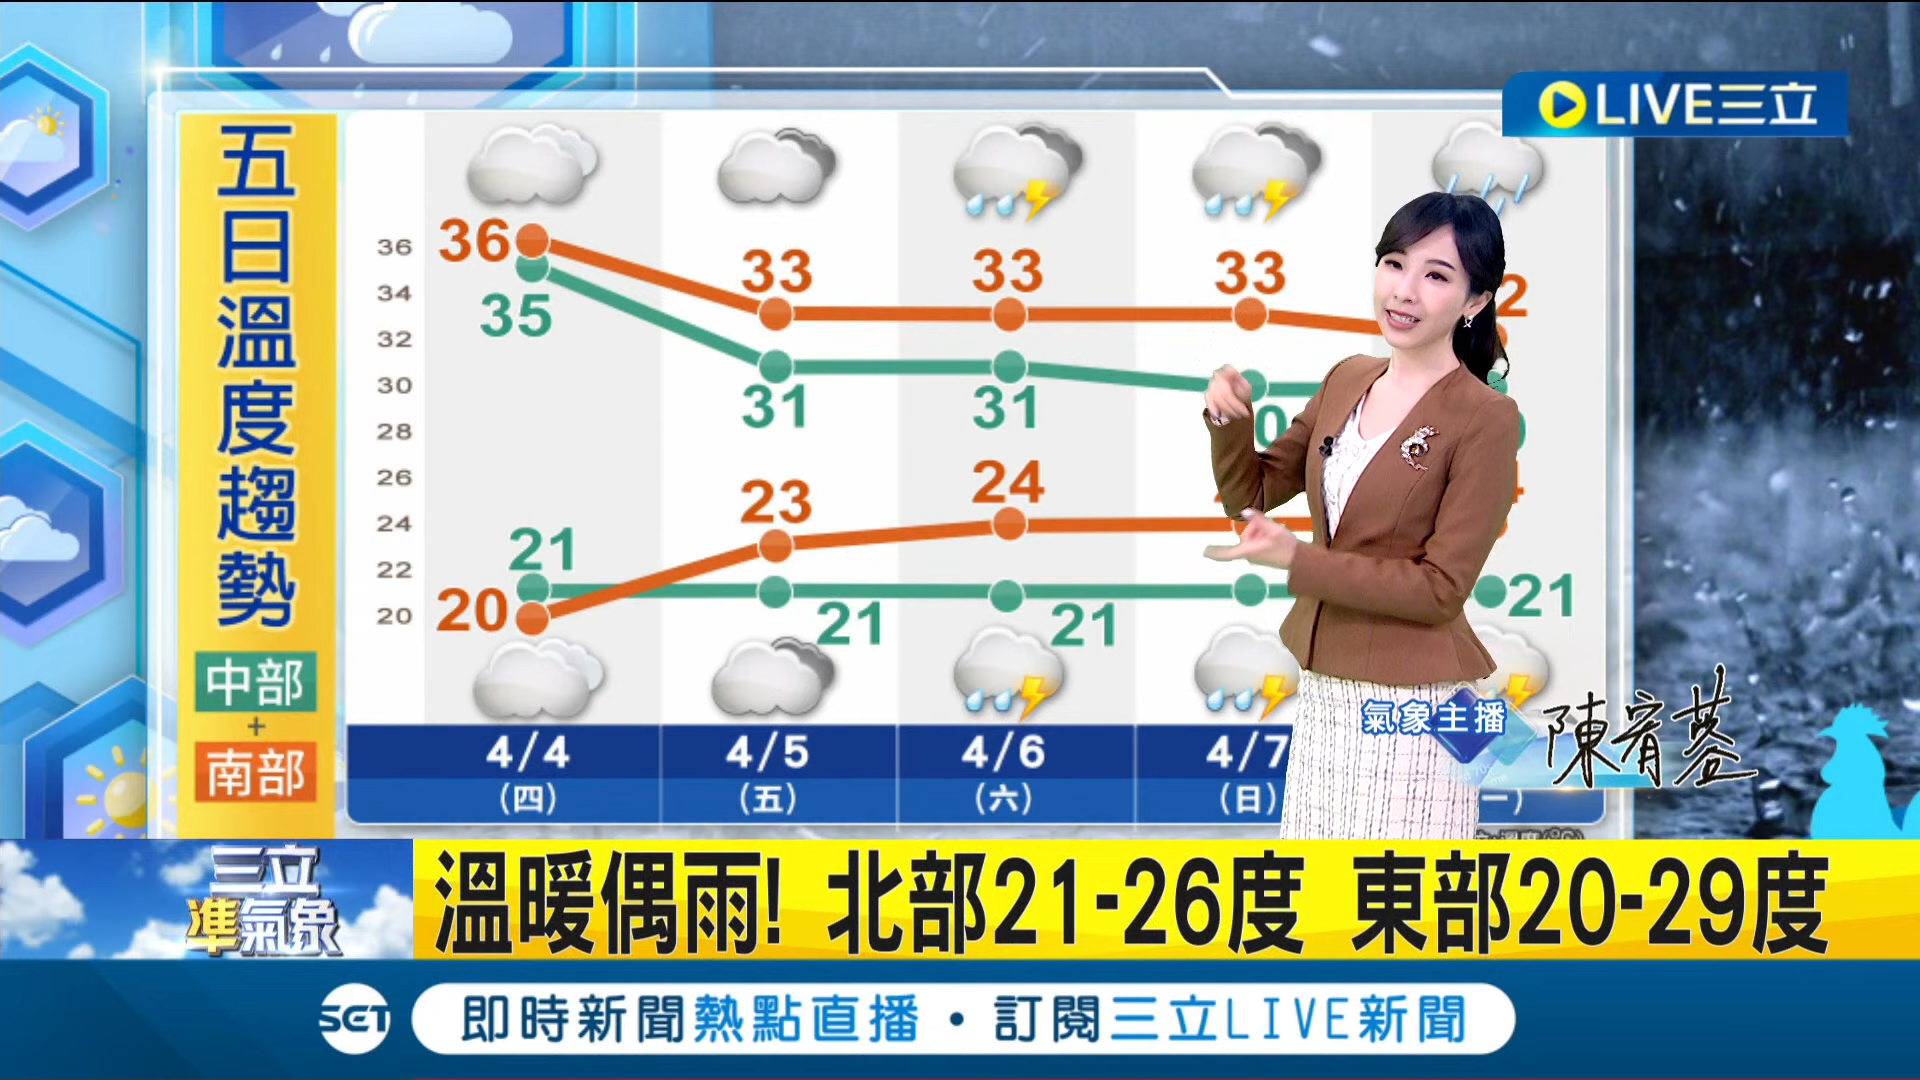 LIVE三立
五日溫度趨勢
中部
+
南部
36
34
32
30
28
26
24
22
20
36 33 33 33
35 31 31
23 24
21 21 21 21
20
4/4 4/5 4/6 4/7
(四) (五) (六) (日)
氣象主播 陳宥蓉
三立
準氣象
溫暖偶雨! 北部21-26度 東部20-29度
SET 即時新聞熱點直播・訂閱三立LIVE新聞